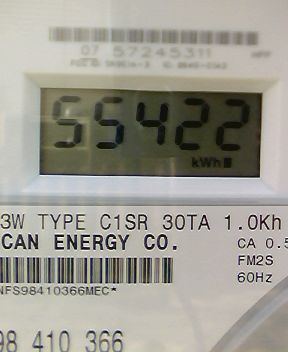 07 57245311
55422
kWh
3W TYPE C1SR 30TA 1.0Kh
CAN ENERGY CO.
CA 0.5
FM2S
60Hz
NFS98410366MEC*
98 410 366